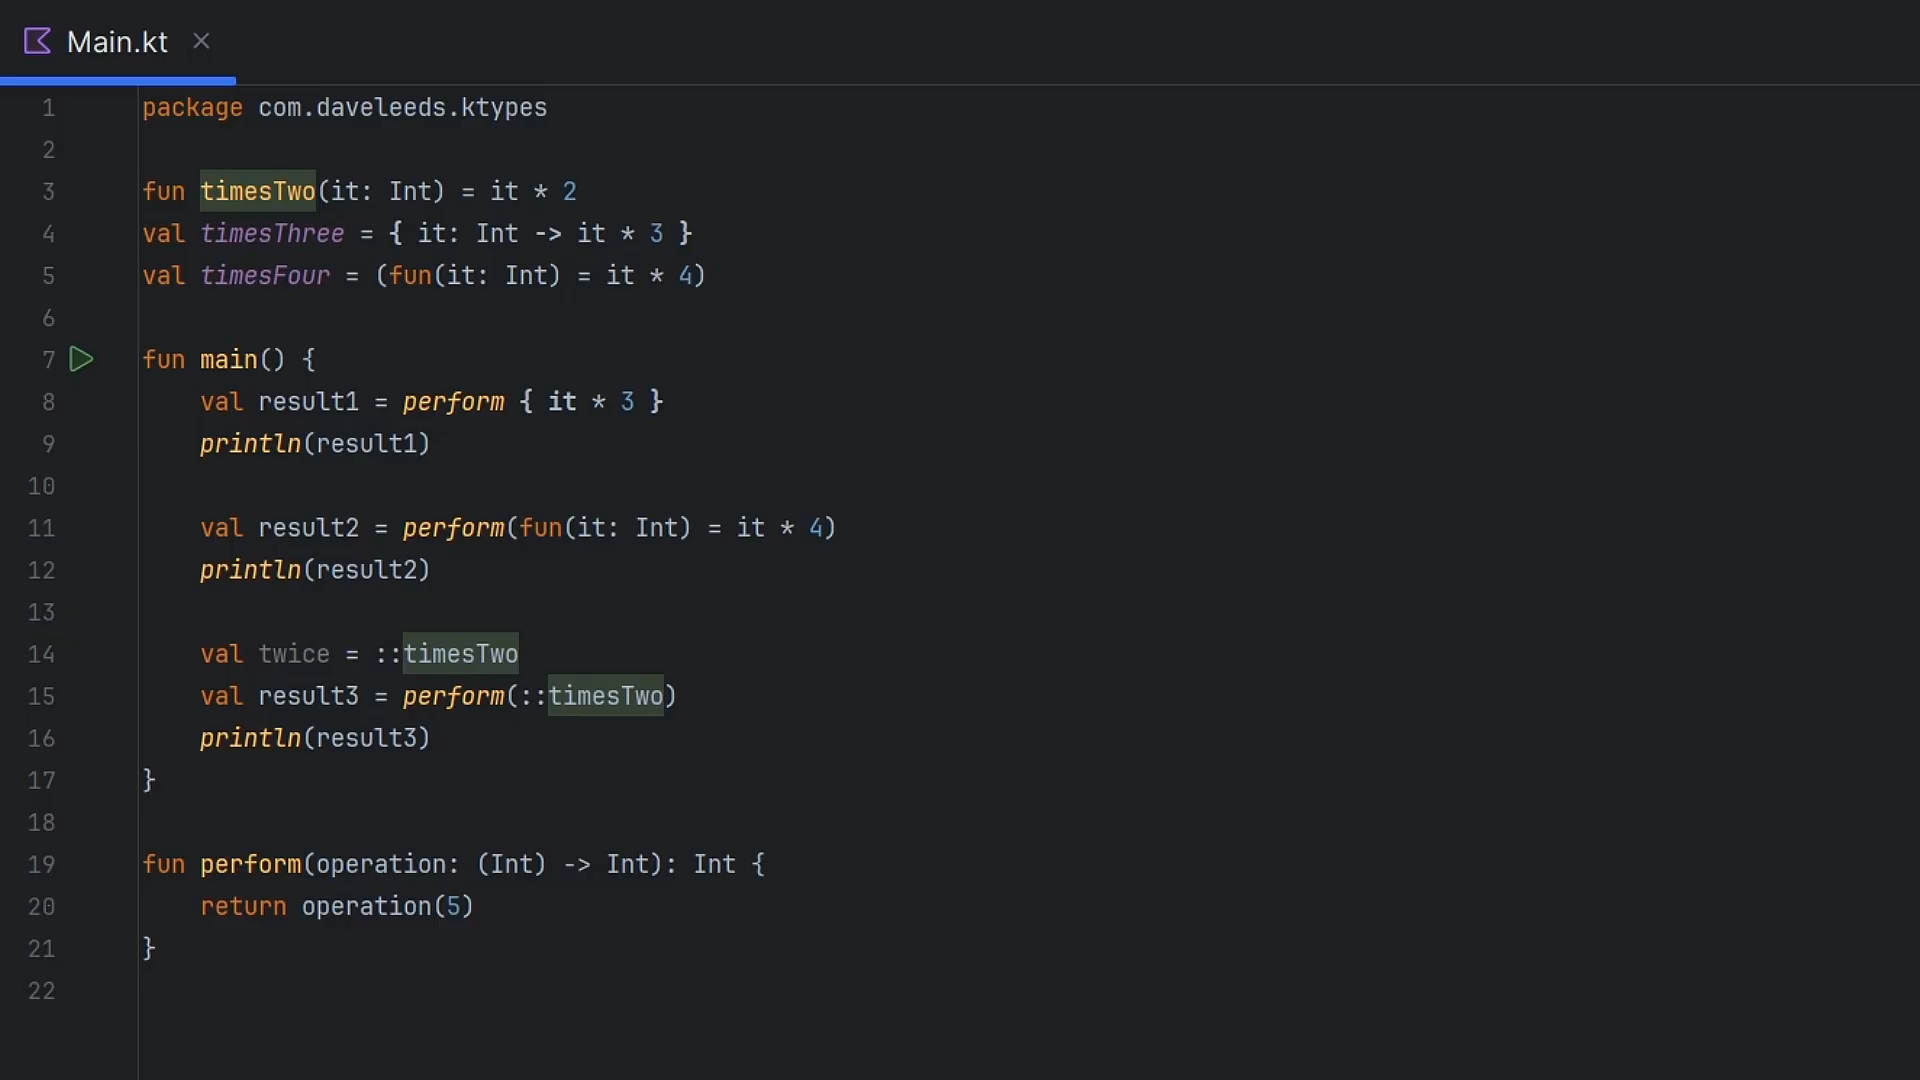 Main.kt
1 package com.daveleeds.ktypes
2
3 fun timesTwo(it: Int) = it * 2
4 val timesThree = { it: Int -> it * 3 }
5 val timesFour = (fun(it: Int) = it * 4)
6
7 fun main() {
8     val result1 = perform { it * 3 }
9     println(result1)
10
11     val result2 = perform(fun(it: Int) = it * 4)
12     println(result2)
13
14     val twice = ::timesTwo
15     val result3 = perform(::timesTwo)
16     println(result3)
17 }
18
19 fun perform(operation: (Int) -> Int): Int {
20     return operation(5)
21 }
22